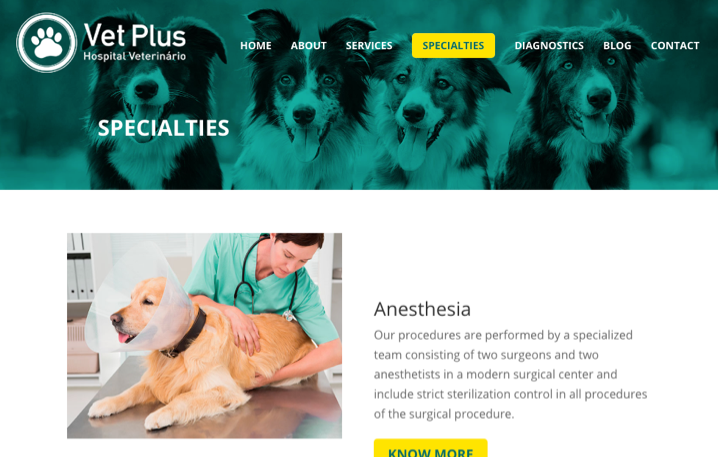 Vet Plus
Hospital Veterinário
HOME ABOUT SERVICES SPECIALTIES DIAGNOSTICS BLOG CONTACT
SPECIALTIES
Anesthesia
Our procedures are performed by a specialized
team consisting of two surgeons and two
anesthetists in a modern surgical center and
include strict sterilization control in all procedures
of the surgical procedure.
KNOW MORE